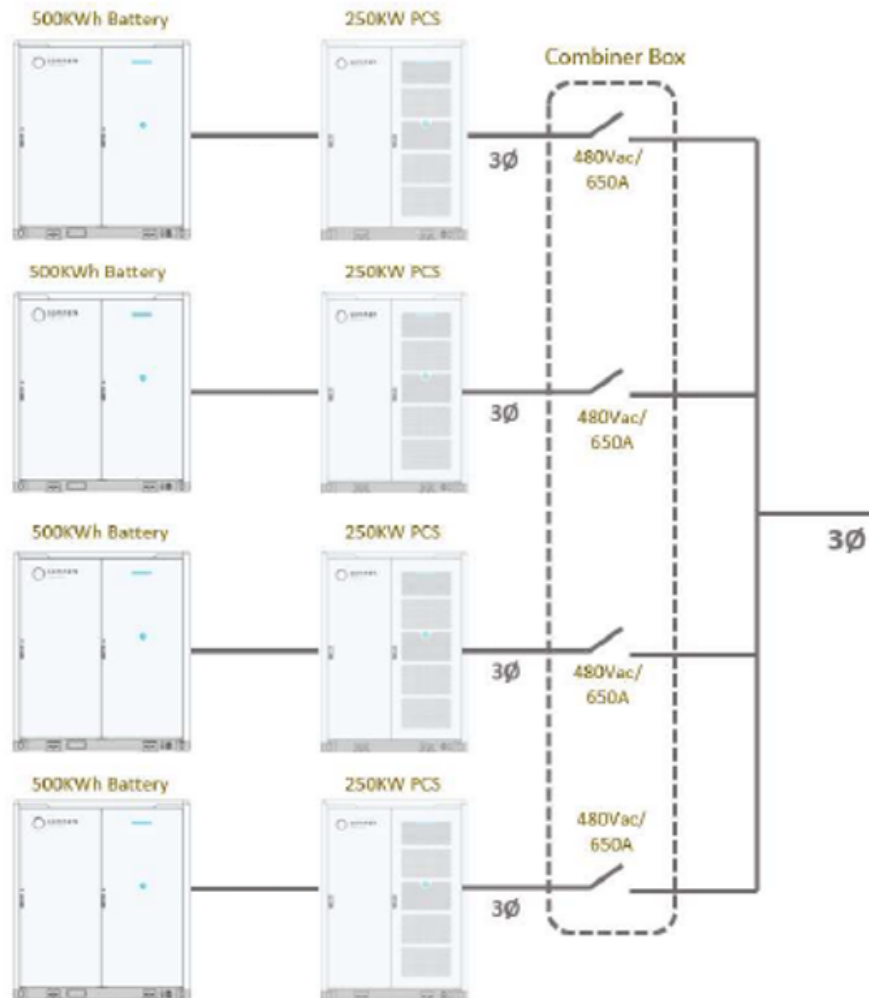 500KWh Battery
250KW PCS
Combiner Box
3Ø
480Vac/
650A
500KWh Battery
250KW PCS
3Ø
480Vac/
650A
3Ø
500KWh Battery
250KW PCS
3Ø
480Vac/
650A
500KWh Battery
250KW PCS
480Vac/
650A
3Ø